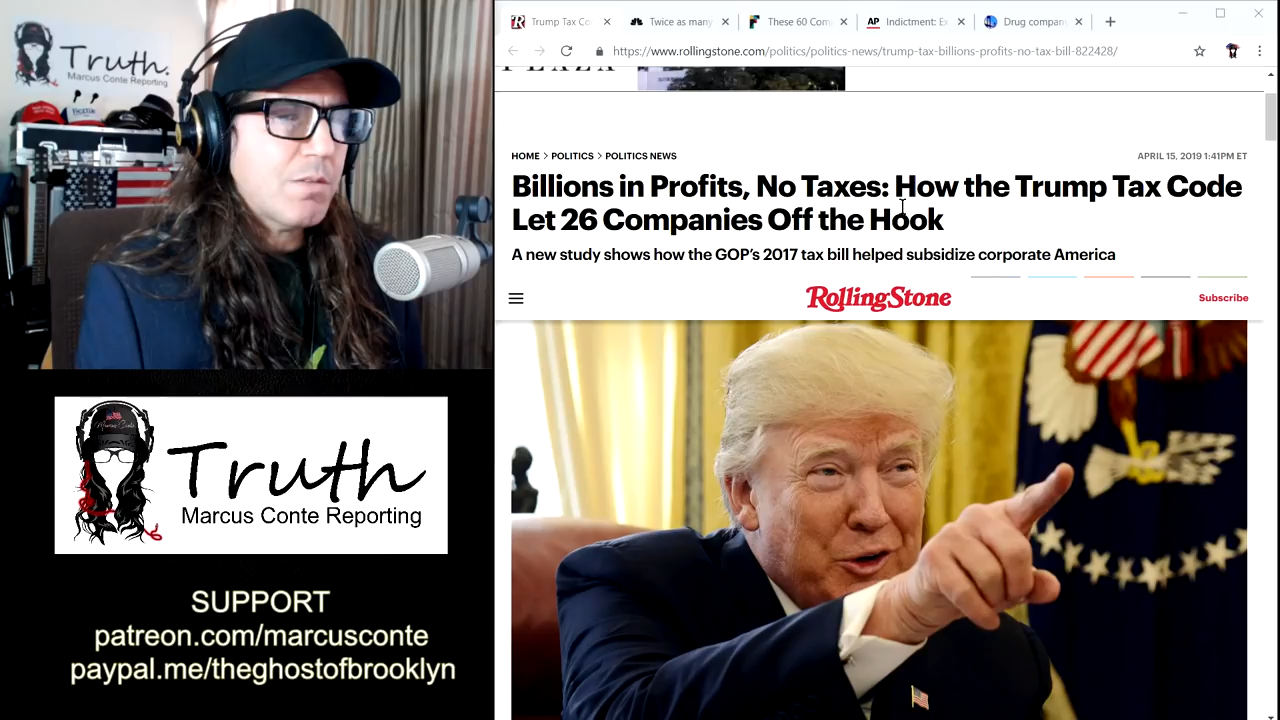 Truth.
Marcus Conte Reporting
Truth
Marcus Conte Reporting
SUPPORT
patreon.com/marcusconte
paypal.me/theghostofbrooklyn
Trump Tax Co
Twice as many
These 60 Com
AP
Indictment: Ex
Drug compan
https://www.rollingstone.com/politics/politics-news/trump-tax-billions-profits-no-tax-bill-822428/
HOME > POLITICS > POLITICS NEWS
APRIL 15, 2019 1:41PM ET
Billions in Profits, No Taxes: How the Trump Tax Code
Let 26 Companies Off the Hook
A new study shows how the GOP's 2017 tax bill helped subsidize corporate America
RollingStone
Subscribe